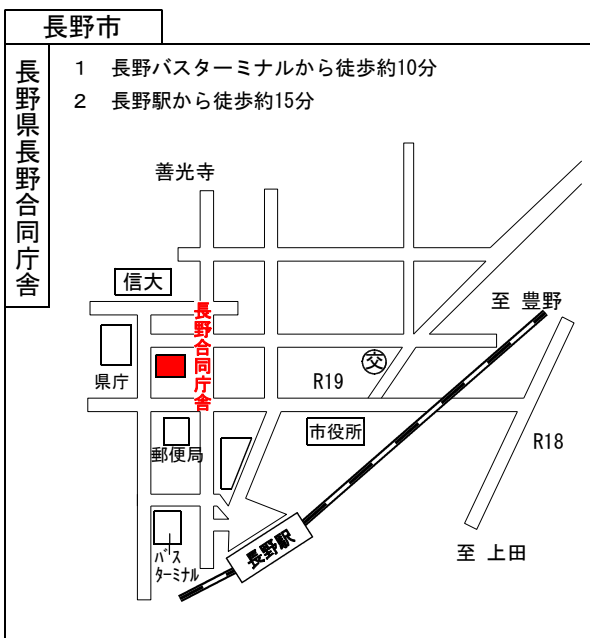 長野市
長野県長野合同庁舎
1 長野バスターミナルから徒歩約10分
2 長野駅から徒歩約15分
善光寺
信大
至 豊野
長野合同庁舎
県庁
交
R19
市役所
R18
郵便局
長野駅
至 上田
バス
ターミナル